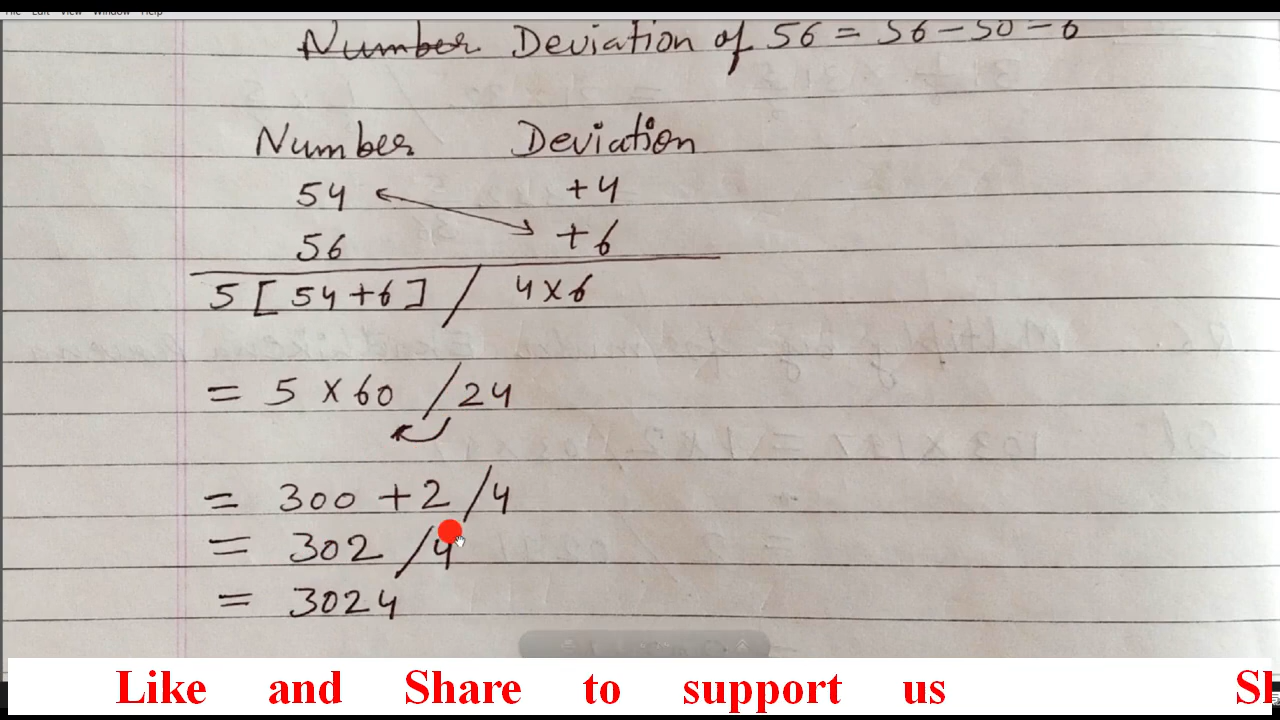 Number Deviation of 56 = 56 - 50 = 6
Number Deviation
54 +4
56 +6
5 [ 54+6 ] / 4 x 6
= 5 x 60 / 24
= 300 + 2 / 4
= 302 / 4
= 3024
Like and Share to support us